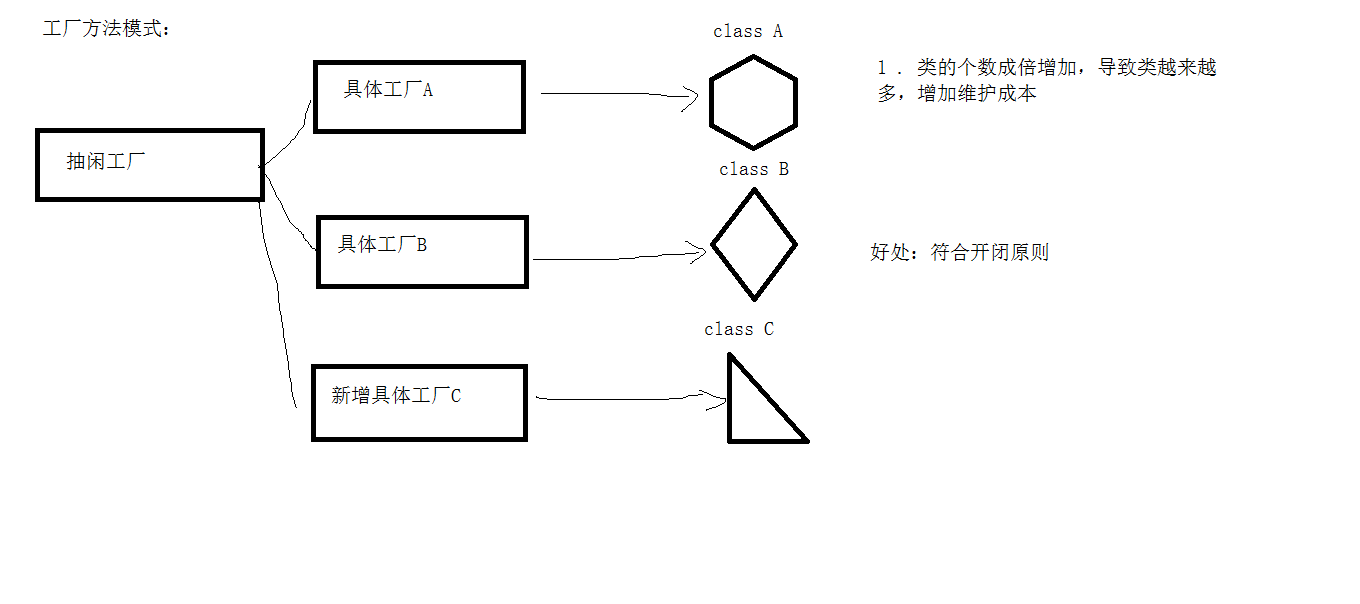 工厂方法模式:
class A
具体工厂A
1 . 类的个数成倍增加，导致类越来越
多，增加维护成本
抽闲工厂
class B
具体工厂B
好处：符合开闭原则
class C
新增具体工厂C